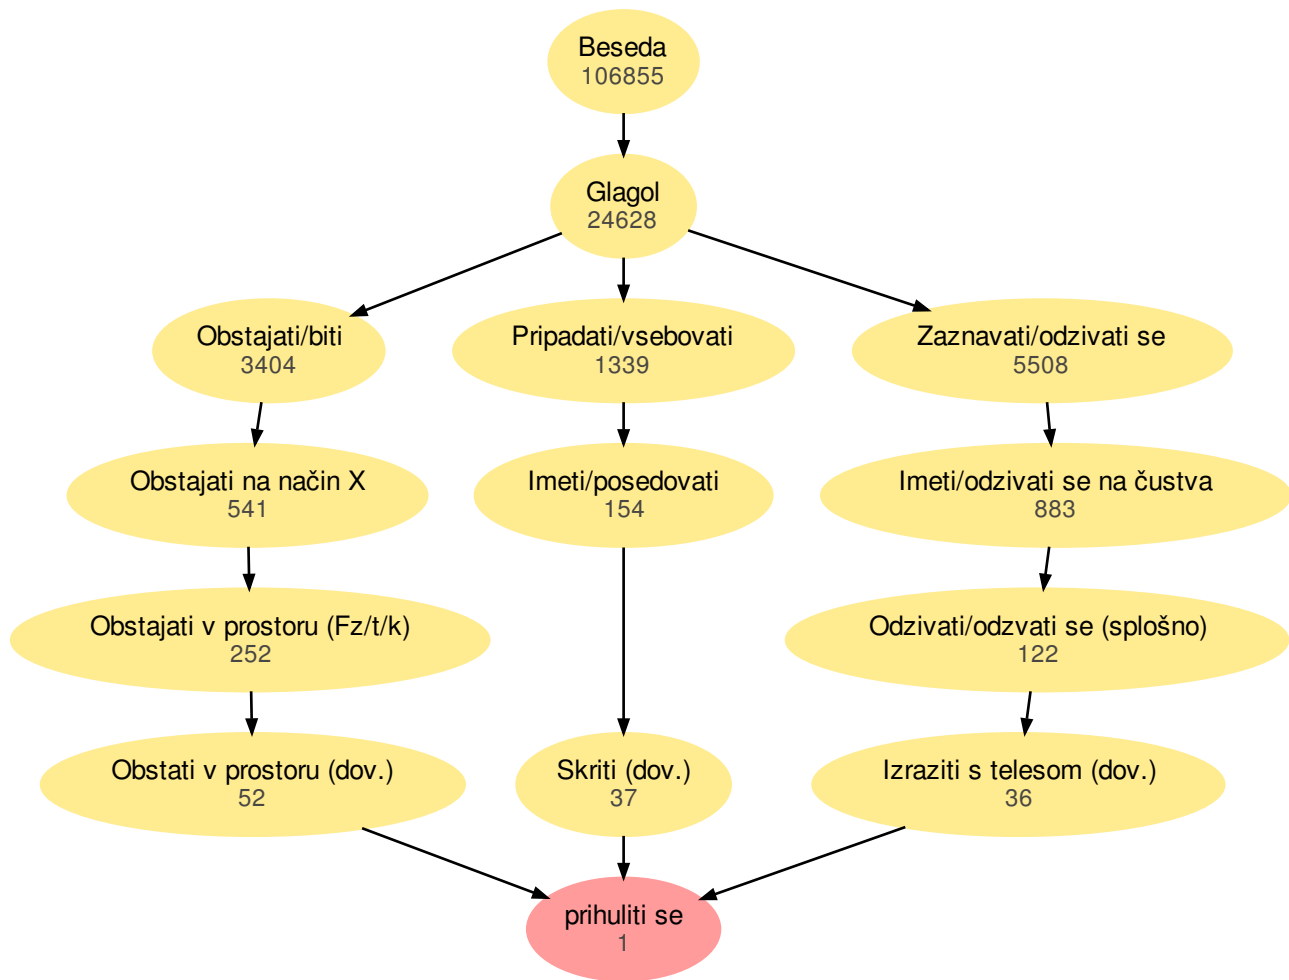 Beseda
106855
Glagol
24628
Obstajati/biti
3404
Pripadati/vsebovati
1339
Zaznavati/odzivati se
5508
Obstajati na način X
541
Imeti/posedovati
154
Imeti/odzivati se na čustva
883
Obstajati v prostoru (Fz/t/k)
252
Odzivati/odzvati se (splošno)
122
Obstati v prostoru (dov.)
52
Skriti (dov.)
37
Izraziti s telesom (dov.)
36
prihuliti se
1